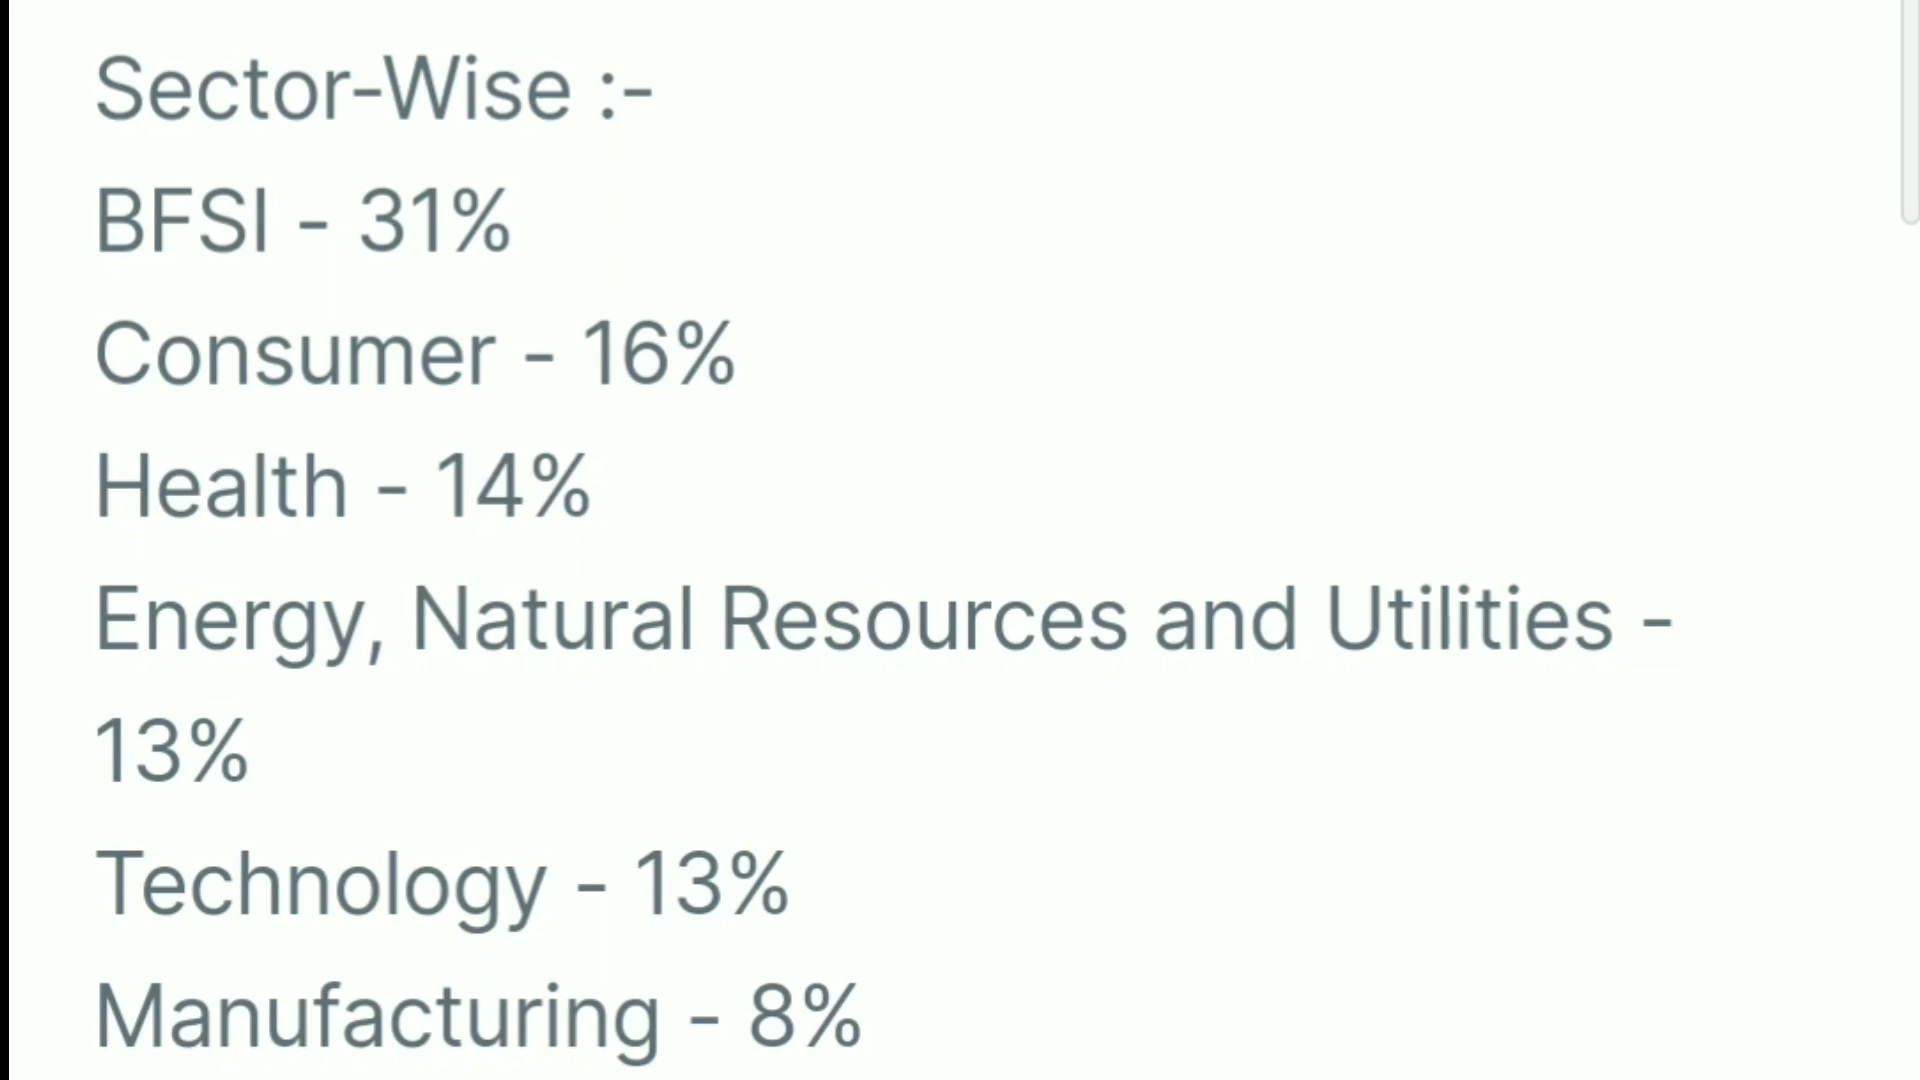 Sector-Wise :-
BFSI - 31%
Consumer - 16%
Health - 14%
Energy, Natural Resources and Utilities -
13%
Technology - 13%
Manufacturing - 8%